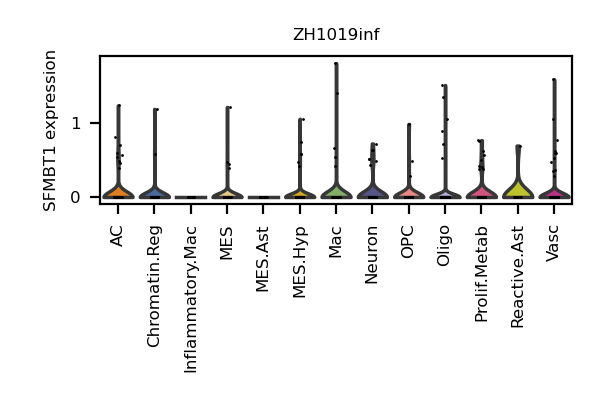 ZH1019inf
SFMBT1 expression
1
0
AC
Chromatin.Reg
Inflammatory.Mac
MES
MES.Ast
MES.Hyp
Mac
Neuron
OPC
Oligo
Prolif.Metab
Reactive.Ast
Vasc